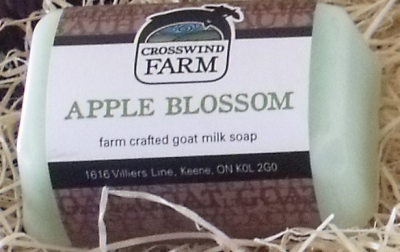 CROSSWIND
FARM
APPLE BLOSSOM
farm crafted goat milk soap
1616 Villiers Line, Keene, ON K0L 2G0